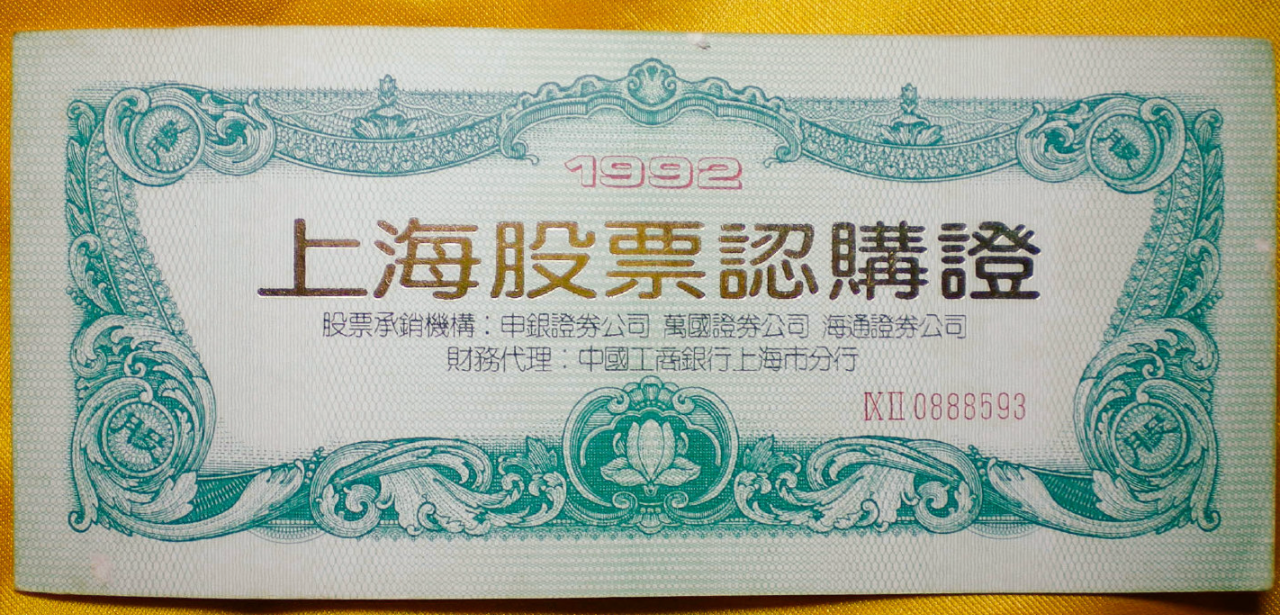 1992
上海股票認購證
股票承銷機構：申銀證券公司 萬國證券公司 海通證券公司
財務代理：中國工商銀行上海市分行
IXII 0888593
股
股